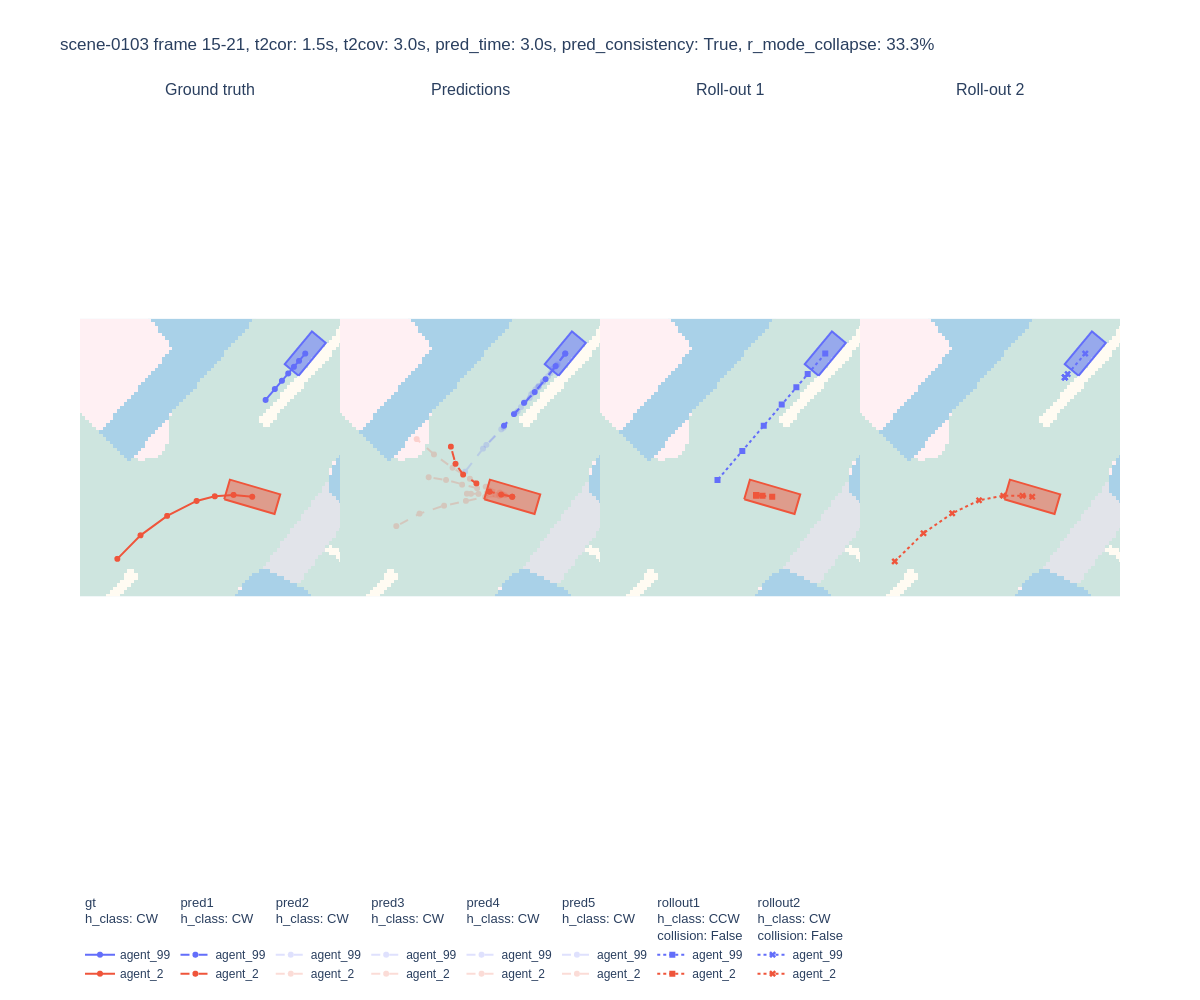 scene-0103 frame 15-21, t2cor: 1.5s, t2cov: 3.0s, pred_time: 3.0s, pred_consistency: True, r_mode_collapse: 33.3%
Ground truth
Predictions
Roll-out 1
Roll-out 2
gt
h_class: CW
agent_99
agent_2
pred1
h_class: CW
agent_99
agent_2
pred2
h_class: CW
agent_99
agent_2
pred3
h_class: CW
agent_99
agent_2
pred4
h_class: CW
agent_99
agent_2
pred5
h_class: CW
agent_99
agent_2
rollout1
h_class: CCW
collision: False
agent_99
agent_2
rollout2
h_class: CW
collision: False
agent_99
agent_2